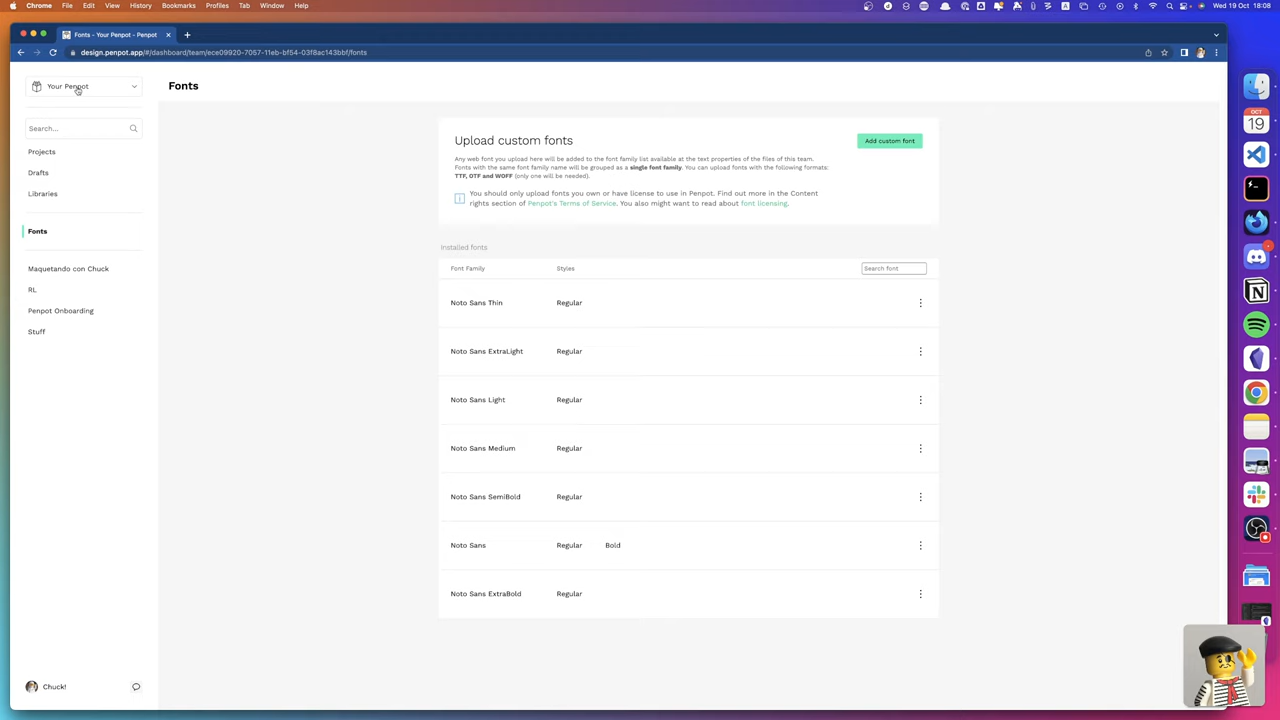 Chrome File Edit View History Bookmarks Profiles Tab Window Help
Wed 19 Oct 18:08
Fonts - Your Penpot - Penpot
design.penpot.app/#/dashboard/team/ece09920-7057-11eb-bf54-03f8ac143bbf/fonts
Your Penpot
Fonts
Search...
Projects
Drafts
Libraries
Fonts
Maquetando con Chuck
RL
Penpot Onboarding
Stuff
Chuck!
Upload custom fonts
Add custom font
Any web font you upload here will be added to the font family list available at the text properties of the files of this team.
Fonts with the same font family name will be grouped as a single font family. You can upload fonts with the following formats:
TTF, OTF and WOFF (only one will be needed).
You should only upload fonts you own or have license to use in Penpot. Find out more in the Content
rights section of Penpot's Terms of Service. You also might want to read about font licensing.
Installed fonts
Font Family Styles Search font
Noto Sans Thin Regular
Noto Sans ExtraLight Regular
Noto Sans Light Regular
Noto Sans Medium Regular
Noto Sans SemiBold Regular
Noto Sans Regular Bold
Noto Sans ExtraBold Regular
OCT
19